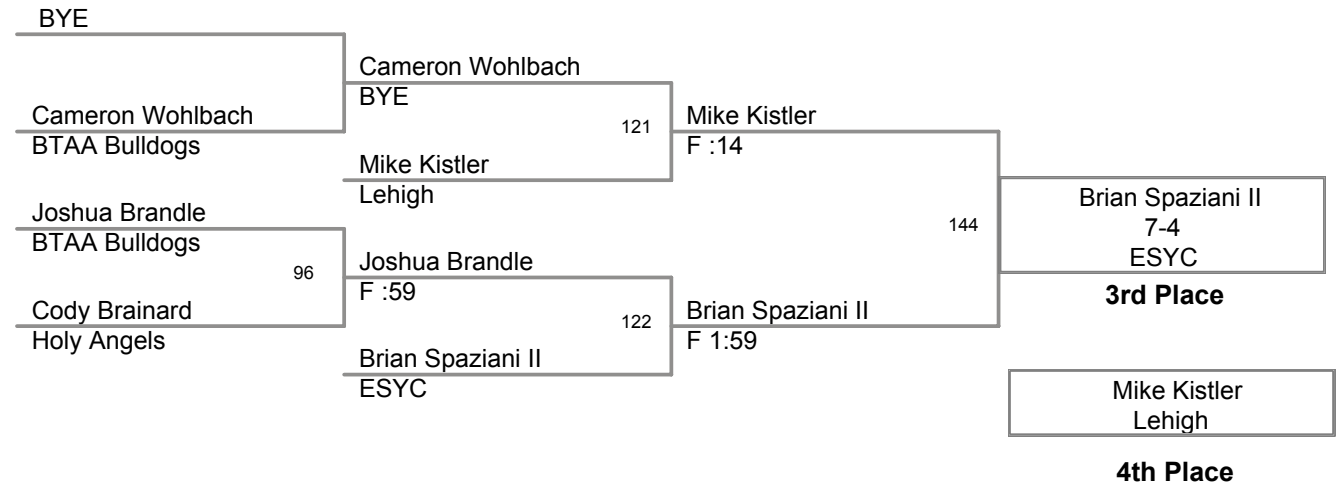 BYE
Cameron Wohlbach
BTAA Bulldogs
Joshua Brandle
BTAA Bulldogs
96
Cody Brainard
Holy Angels
Cameron Wohlbach
BYE
121
Mike Kistler
Lehigh
Joshua Brandle
F :59
122
Brian Spaziani II
ESYC
Mike Kistler
F :14
144
Brian Spaziani II
F 1:59
Brian Spaziani II
7-4
ESYC
3rd Place
Mike Kistler
Lehigh
4th Place